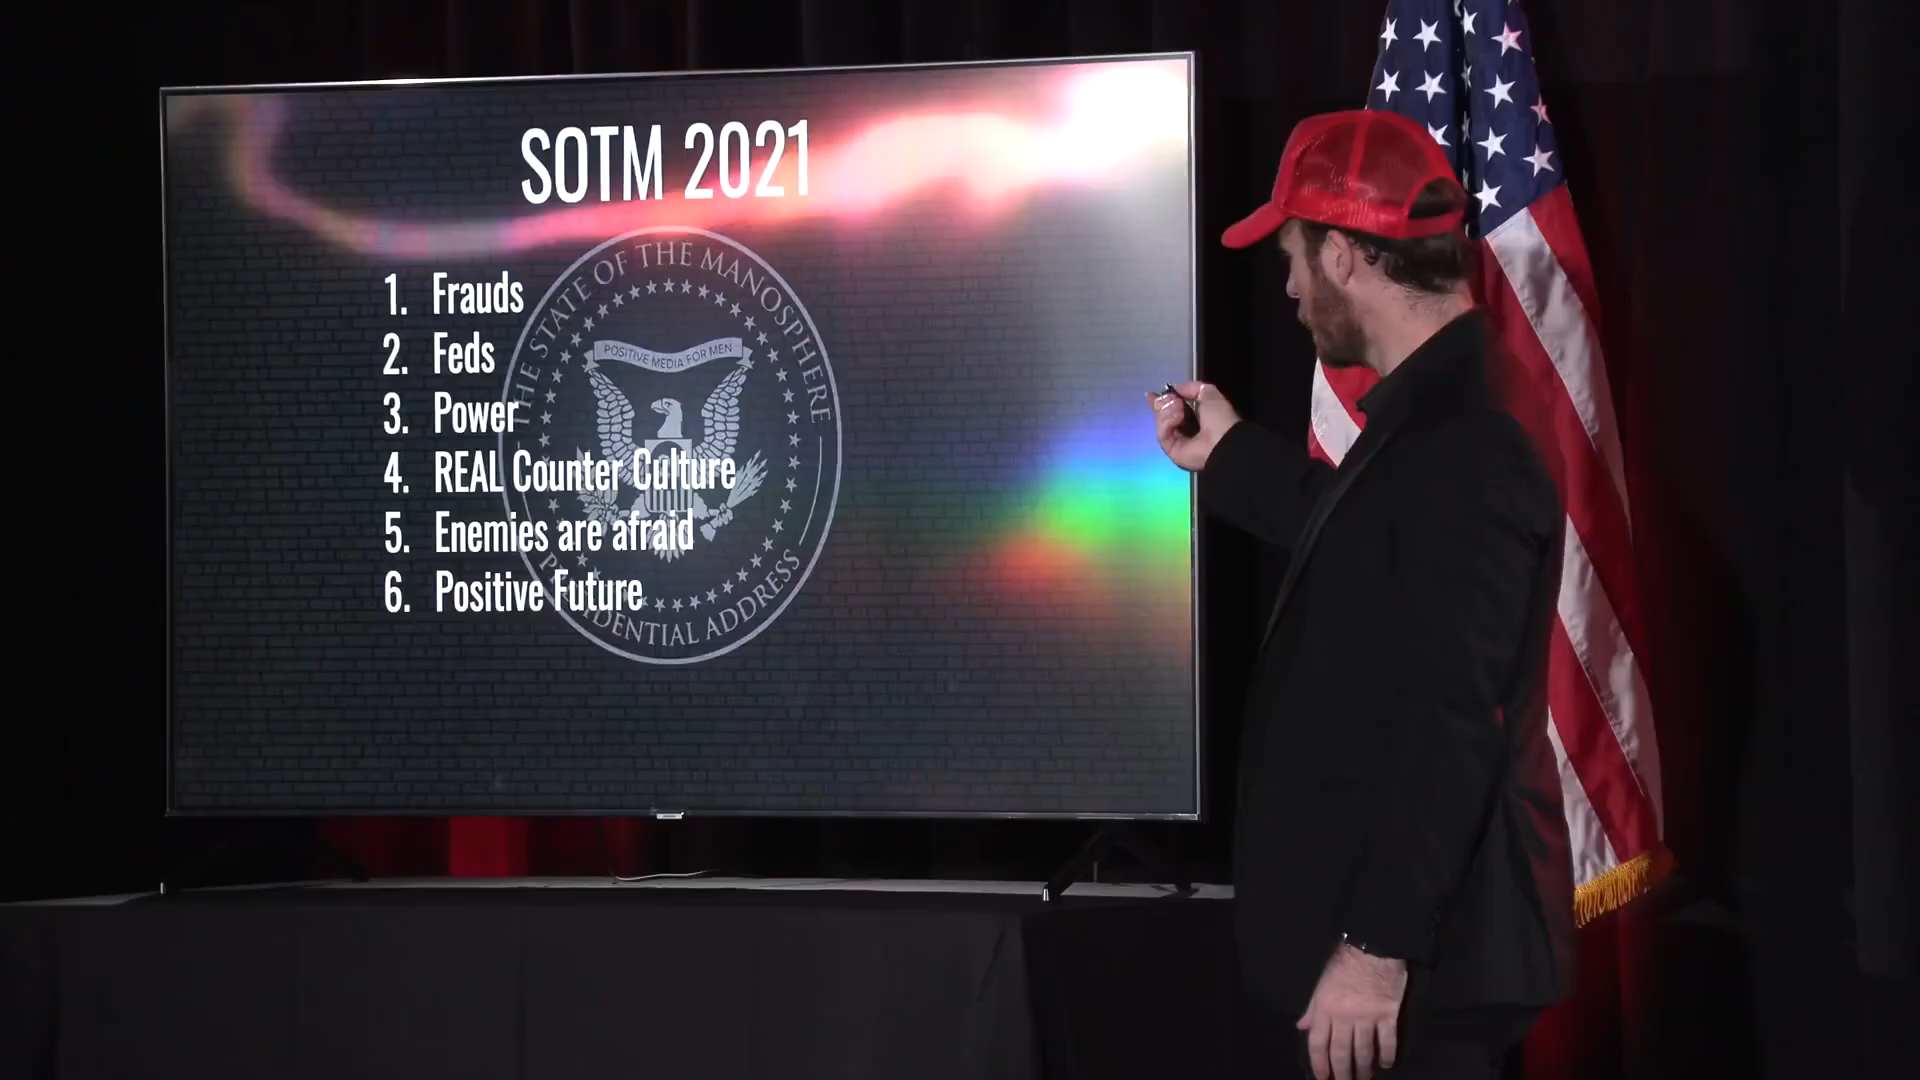 SOTM 2021
THE STATE OF THE MANOSPHERE
POSITIVE MEDIA FOR MEN
1. Frauds
2. Feds
3. Power
4. REAL Counter Culture
5. Enemies are afraid
6. Positive Future
PRESIDENTIAL ADDRESS